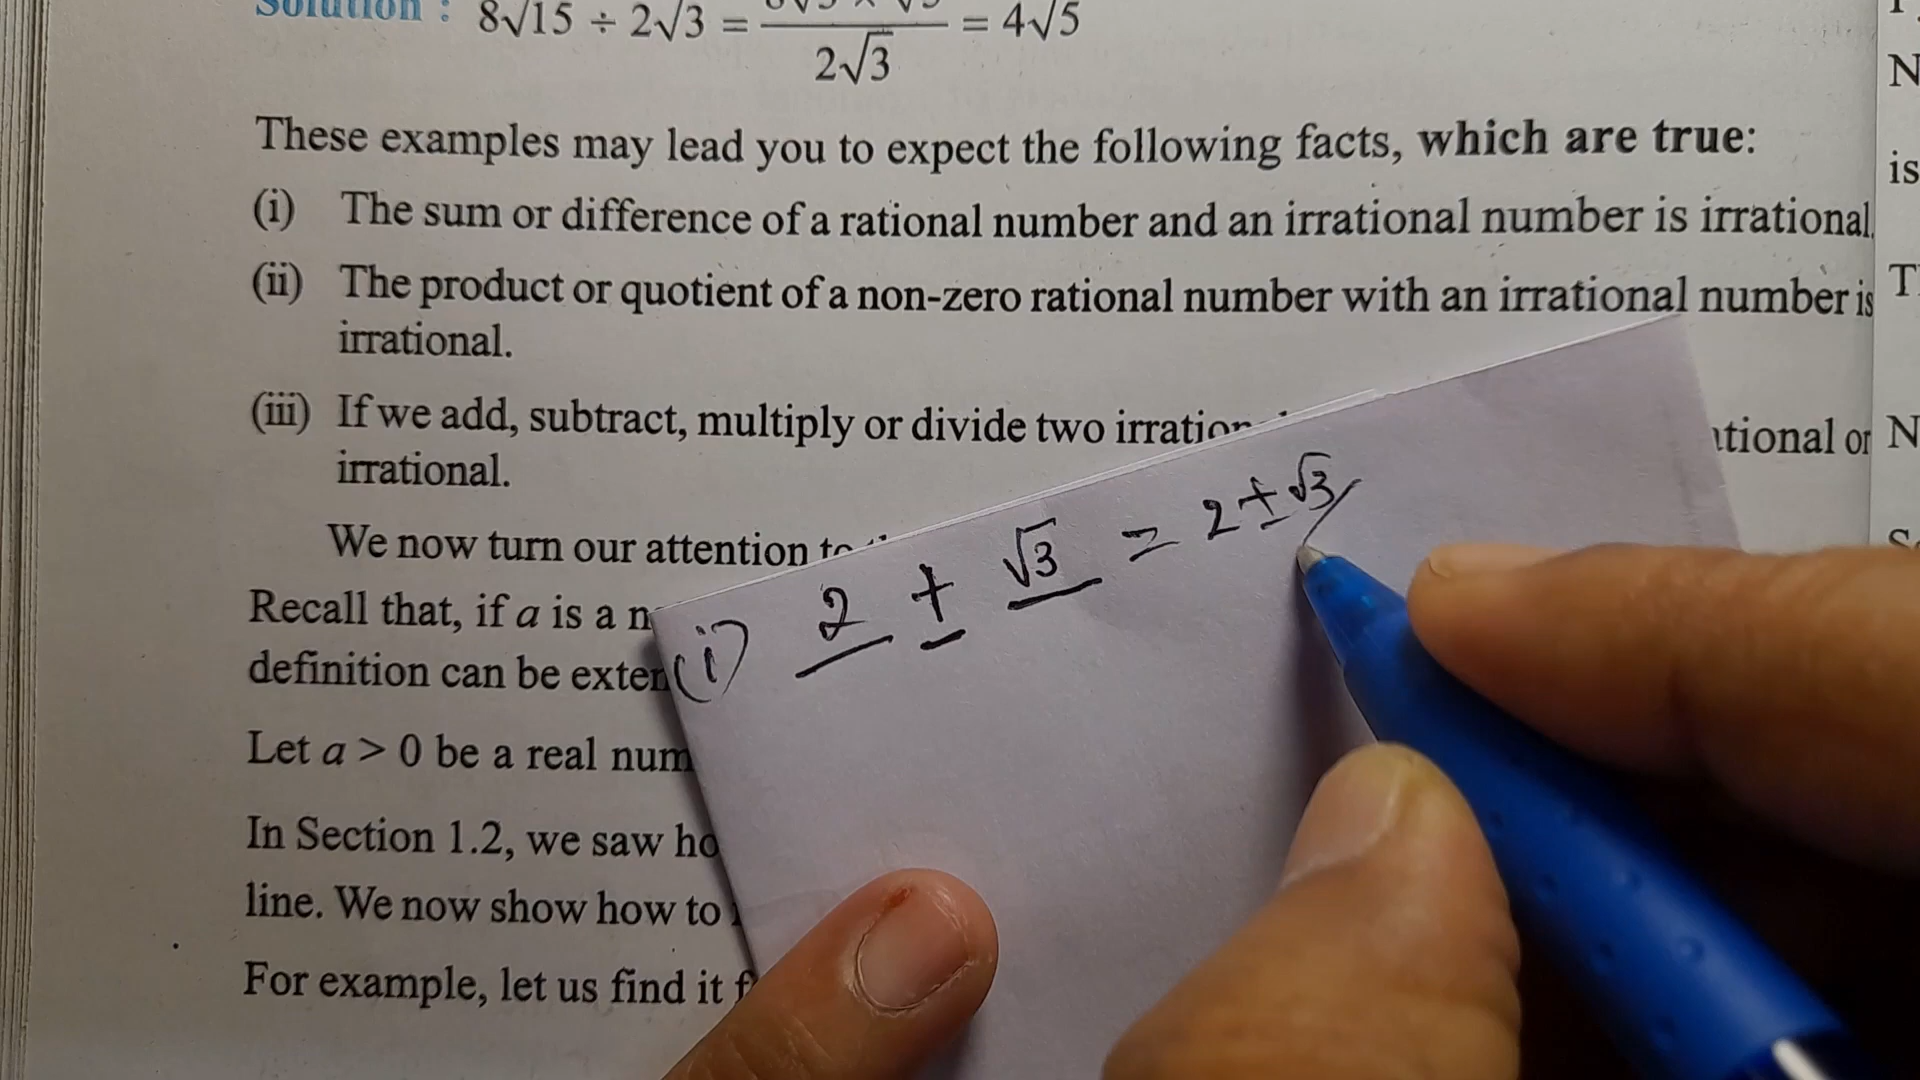 Solution : 8√15 ÷ 2√3 = / 2√3 = 4√5
These examples may lead you to expect the following facts, which are true:
(i) The sum or difference of a rational number and an irrational number is irrational.
(ii) The product or quotient of a non-zero rational number with an irrational number is
irrational.
(iii) If we add, subtract, multiply or divide two or
irrational.
We now turn our attention
Recall that, if a is a
definition can be
Let a > 0 be a real
In Section 1.2, we saw
line. We now show how to
For example, let us find it
(i) 2 ± √3 = 2 ± √3
N
is
N